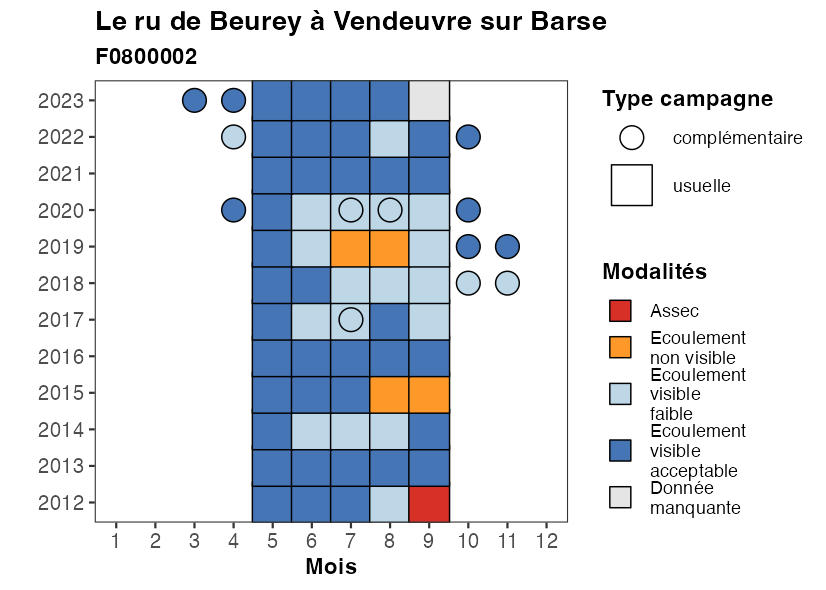 Le ru de Beurey à Vendeuvre sur Barse
F0800002
2023
2022
2021
2020
2019
2018
2017
2016
2015
2014
2013
2012
1 2 3 4 5 6 7 8 9 10 11 12
Mois
Type campagne
complémentaire
usuelle
Modalités
Assec
Ecoulement
non visible
Ecoulement
visible
faible
Ecoulement
visible
acceptable
Donnée
manquante